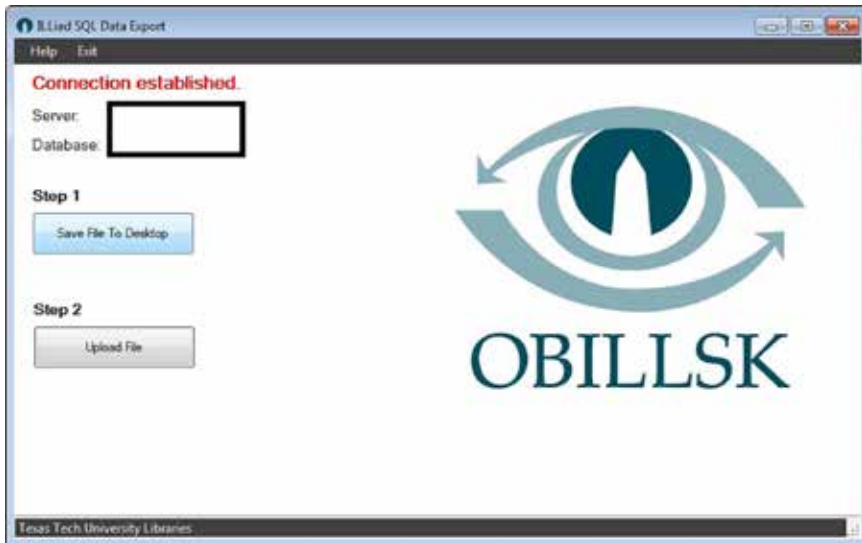 ILLiad SQL Data Export
Help Exit
Connection established.
Server:
Database:
Step 1
Save File To Desktop
Step 2
Upload File
OBILLSK
Texas Tech University Libraries